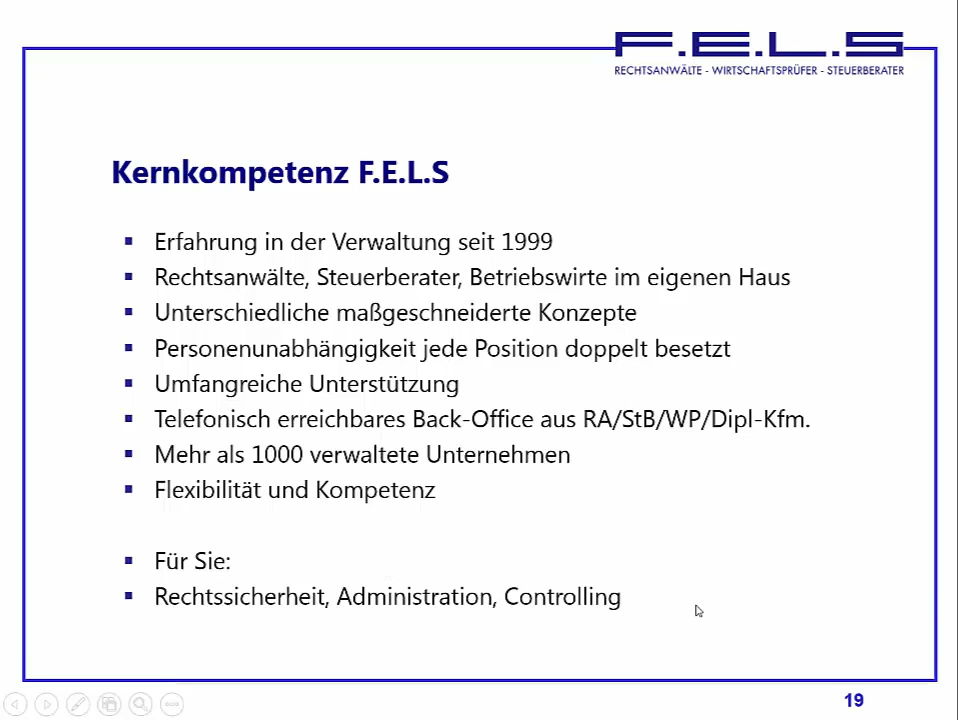 F.E.L.S
RECHTSANWÄLTE - WIRTSCHAFTSPRÜFER - STEUERBERATER
Kernkompetenz F.E.L.S
▪ Erfahrung in der Verwaltung seit 1999
▪ Rechtsanwälte, Steuerberater, Betriebswirte im eigenen Haus
▪ Unterschiedliche maßgeschneiderte Konzepte
▪ Personenunabhängigkeit jede Position doppelt besetzt
▪ Umfangreiche Unterstützung
▪ Telefonisch erreichbares Back-Office aus RA/StB/WP/Dipl-Kfm.
▪ Mehr als 1000 verwaltete Unternehmen
▪ Flexibilität und Kompetenz
▪ Für Sie:
▪ Rechtssicherheit, Administration, Controlling
19